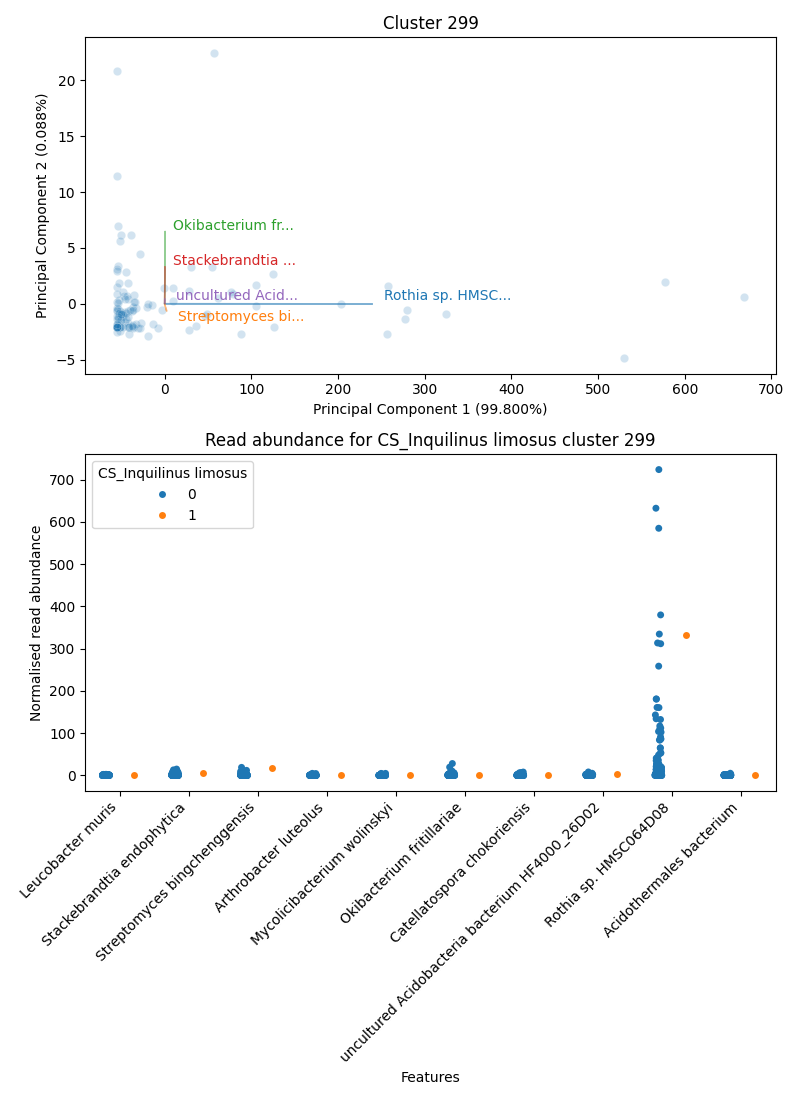 Cluster 299
Principal Component 2 (0.088%)
20
15
10
5
0
−5
Okibacterium fr...
Stackebrandtia ...
uncultured Acid...
Rothia sp. HMSC...
Streptomyces bi...
0 100 200 300 400 500 600 700
Principal Component 1 (99.800%)
Read abundance for CS_Inquilinus limosus cluster 299
Normalised read abundance
700
600
500
400
300
200
100
0
CS_Inquilinus limosus
0
1
Leucobacter muris
Stackebrandtia endophytica
Streptomyces bingchenggensis
Arthrobacter luteolus
Mycolicibacterium wolinskyi
Okibacterium fritillariae
Catellatospora chokoriensis
uncultured Acidobacteria bacterium HF4000_26D02
Rothia sp. HMSC064D08
Acidothermales bacterium
Features